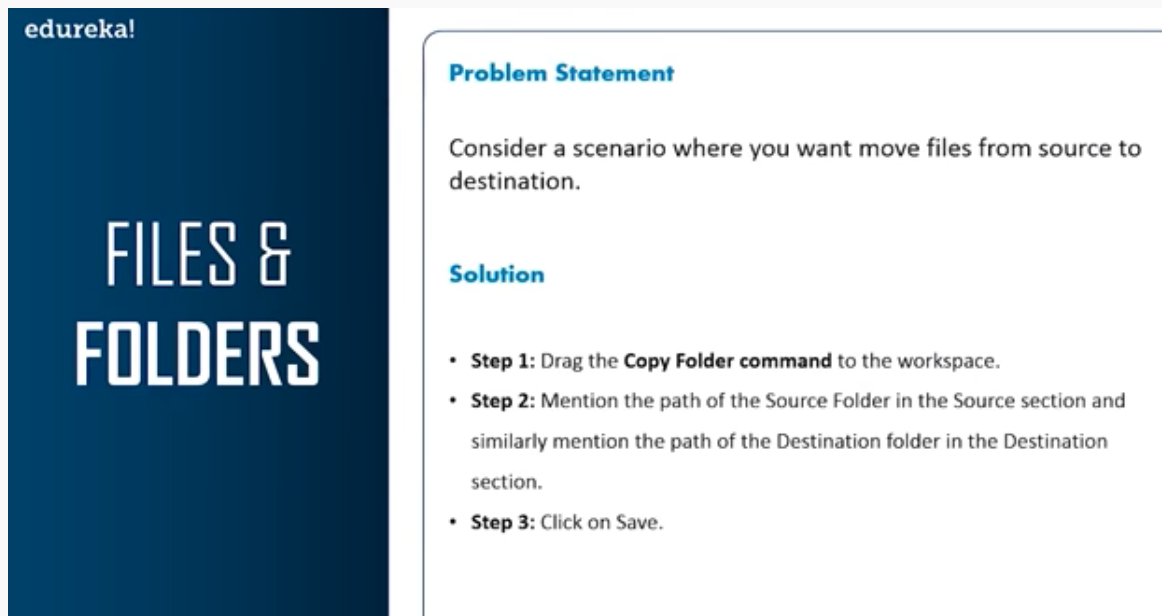 edureka!
FILES &
FOLDERS
Problem Statement
Consider a scenario where you want move files from source to
destination.
Solution
• Step 1: Drag the Copy Folder command to the workspace.
• Step 2: Mention the path of the Source Folder in the Source section and
similarly mention the path of the Destination folder in the Destination
section.
• Step 3: Click on Save.